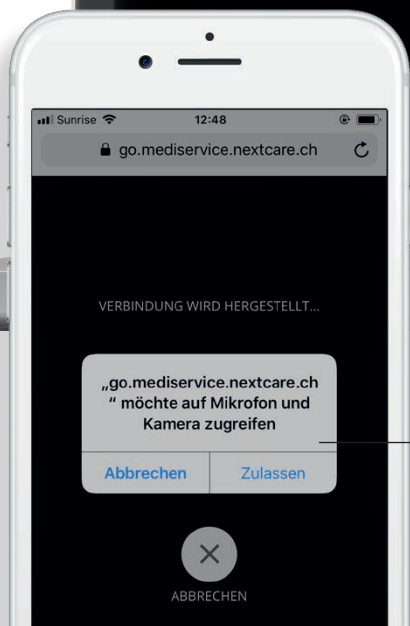 Sunrise 12:48
go.mediservice.nextcare.ch
VERBINDUNG WIRD HERGESTELLT...
„go.mediservice.nextcare.ch
“ möchte auf Mikrofon und
Kamera zugreifen
Abbrechen Zulassen
ABBRECHEN